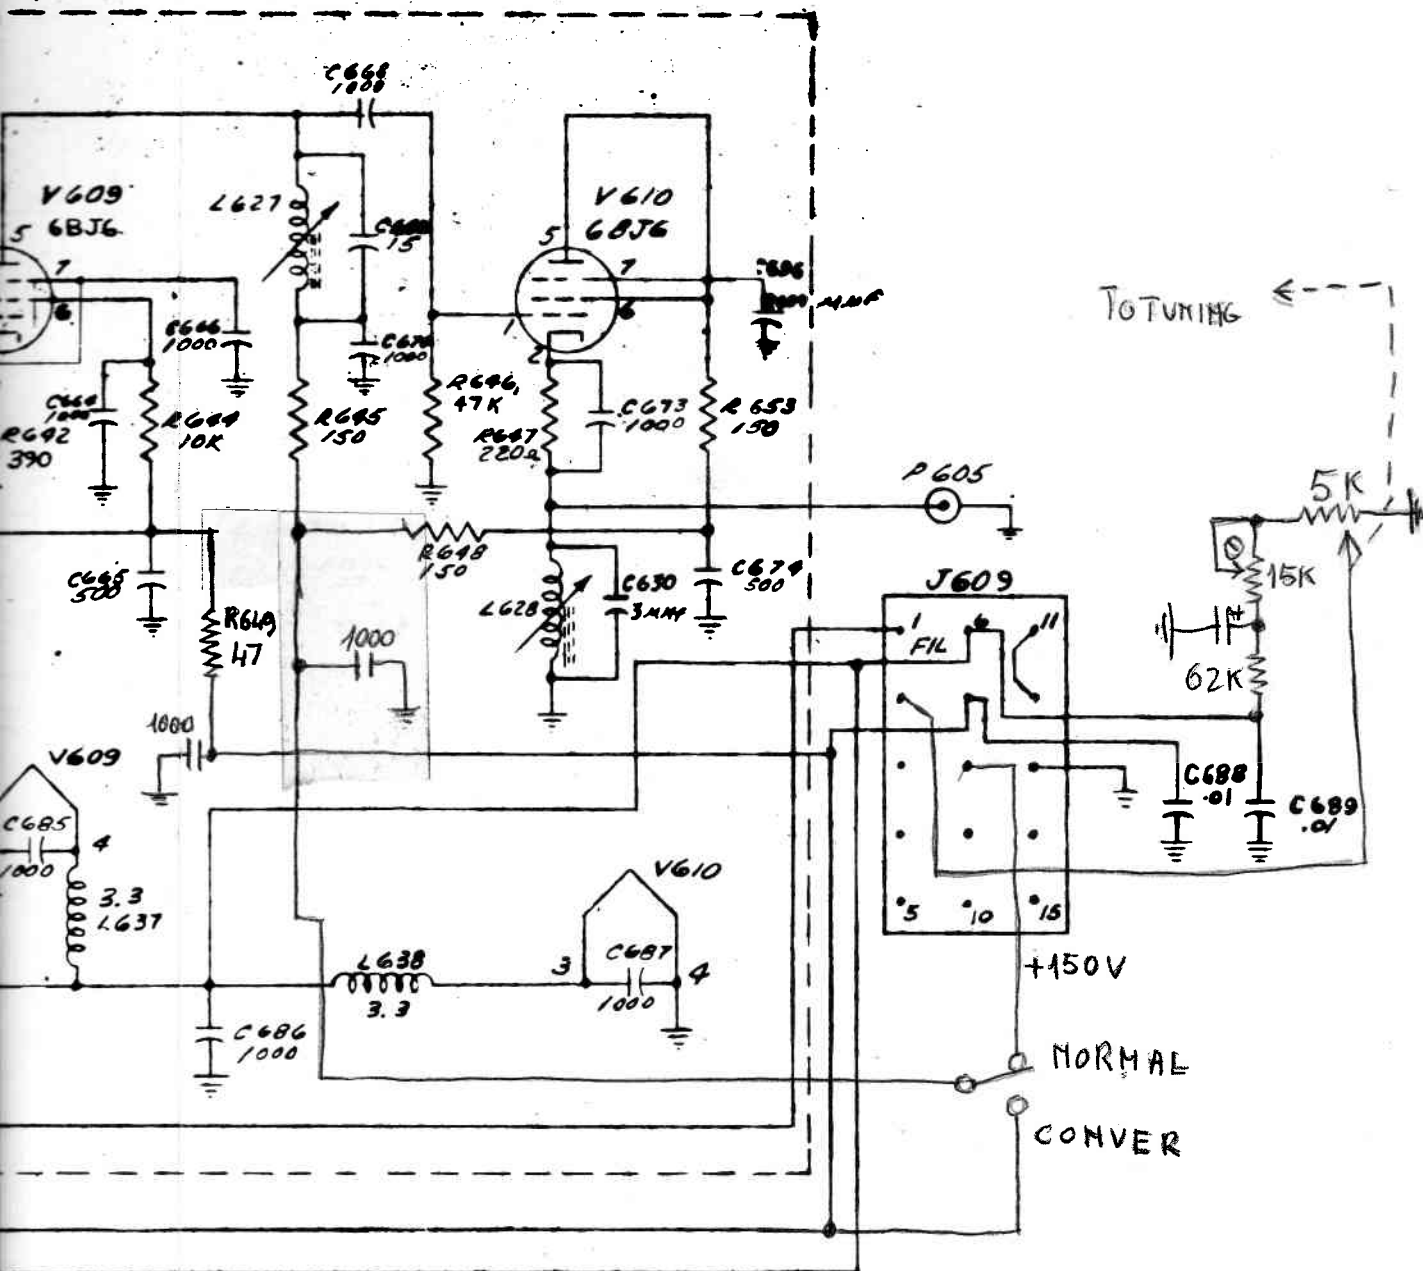 C668
1000
V609
6BJ6
5
7
6
L627
15
C666
1000
C670
1000
C664
1000
R642
390
R644
10K
R645
150
R646
47K
V610
6BJ6
5
7
6
1
2
MMF
R647
220Ω
C673
1000
R653
150
P605
TO TUNING
5K
15K
62K
+
C665
500
R648
150
R649
47
1000
1000
L628
C630
3MMF
C674
500
J609
1
6
11
FIL
5
10
15
C688
.01
C689
.01
V609
C685
1000
4
3.3
L637
C686
1000
L638
3.3
V610
3
C687
1000
4
+150V
NORMAL
CONVER